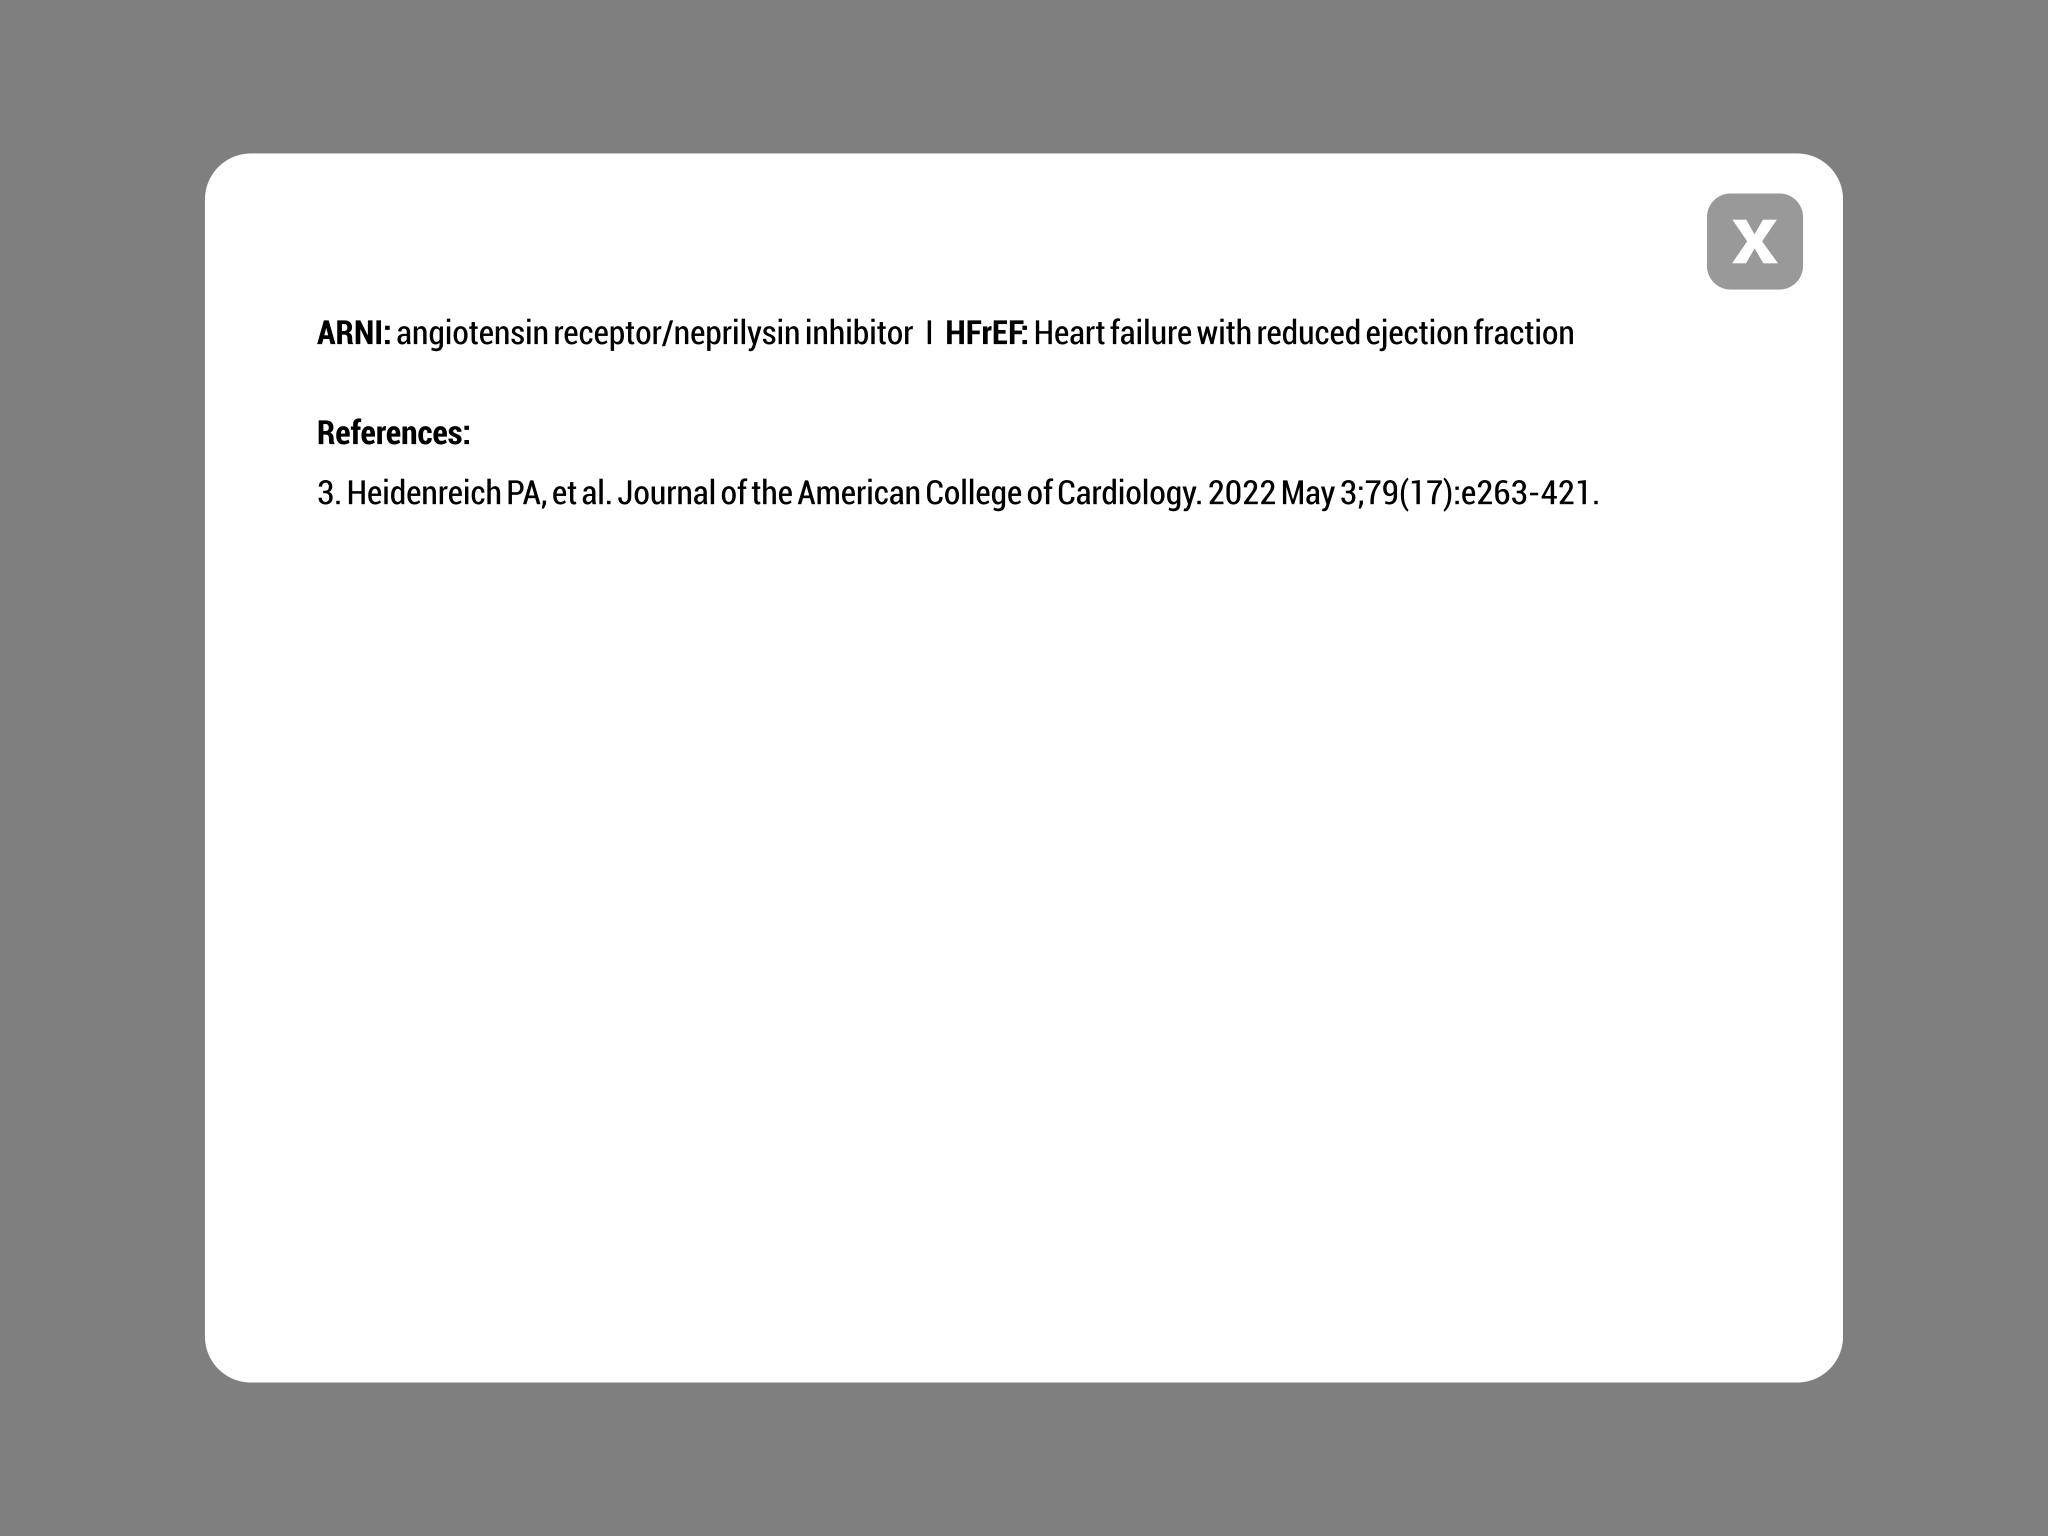 X
ARNI: angiotensin receptor/neprilysin inhibitor I HFrEF: Heart failure with reduced ejection fraction
References:
3. Heidenreich PA, et al. Journal of the American College of Cardiology. 2022 May 3;79(17):e263-421.